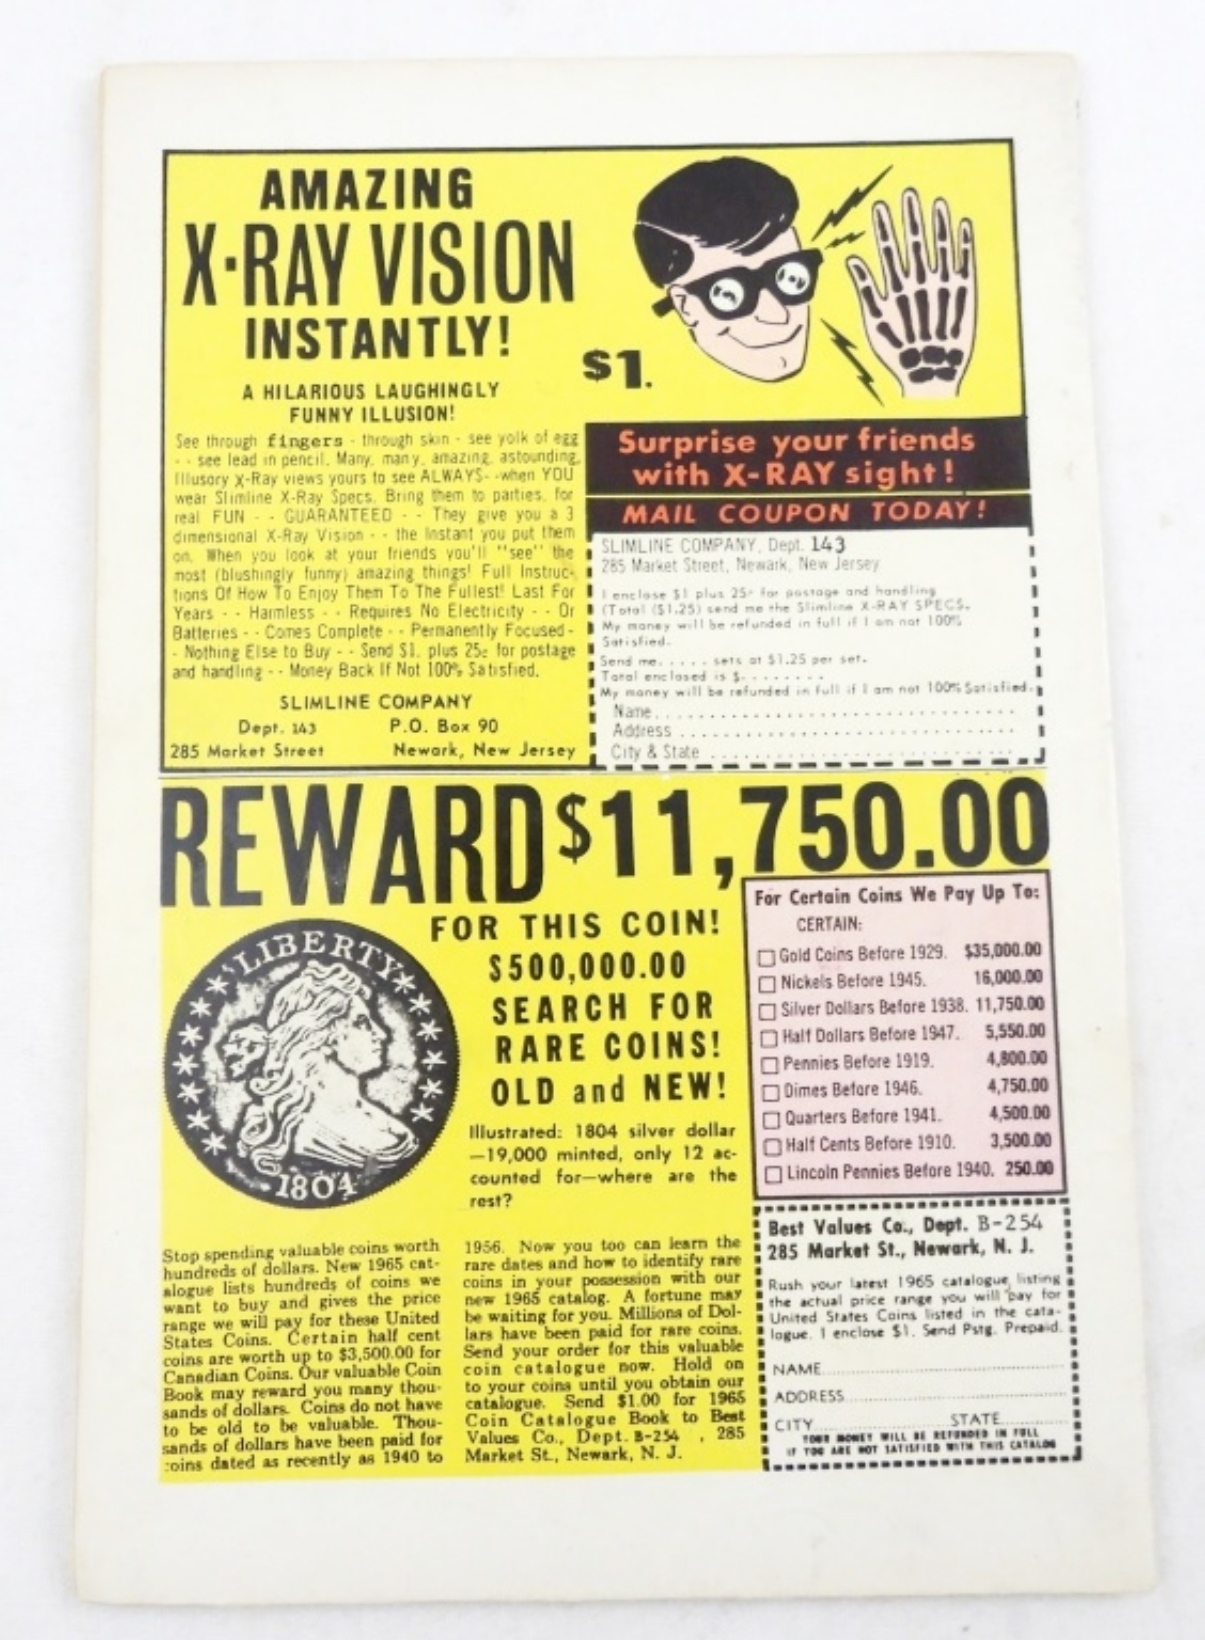 AMAZING
X-RAY VISION
INSTANTLY!
A HILARIOUS LAUGHINGLY
FUNNY ILLUSION!
See through fingers - through skin - see yolk of egg
- - see lead in pencil. Many, many, amazing, astounding,
Illusory X-Ray views yours to see ALWAYS- -when YOU
wear Slimline X-Ray Specs. Bring them to parties, for
real FUN - - GUARANTEED - - They give you a 3
dimensional X-Ray Vision - - the Instant you put them
on. When you look at your friends you'll "see" the
most (blushingly funny) amazing things! Full Instruc-
tions Of How To Enjoy Them To The Fullest! Last For
Years - - Harmless - - Requires No Electricity - - Or
Batteries - - Comes Complete - - Permanently Focused-
- Nothing Else to Buy - - Send $1. plus 25¢ for postage
and handling - - Money Back If Not 100% Satisfied.
SLIMLINE COMPANY
Dept. 143 P.O. Box 90
285 Market Street Newark, New Jersey
$1.
Surprise your friends
with X-RAY sight!
MAIL COUPON TODAY!
SLIMLINE COMPANY, Dept. 143
285 Market Street, Newark, New Jersey
I enclose $1 plus 25¢ for postage and handling
(Total ($1.25) send me the Slimline X-RAY SPECS.
My money will be refunded in full if I am not 100%
Satisfied.
Send me..... sets at $1.25 per set.
Total enclosed is $........
My money will be refunded in full if I am not 100% Satisfied.
Name
Address
City & State
REWARD $11,750.00
FOR THIS COIN!
$500,000.00
SEARCH FOR
RARE COINS!
OLD and NEW!
LIBERTY
1804
Illustrated: 1804 silver dollar
—19,000 minted, only 12 ac-
counted for—where are the
rest?
Stop spending valuable coins worth
hundreds of dollars. New 1965 cat-
alogue lists hundreds of coins we
want to buy and gives the price
range we will pay for these United
States Coins. Certain half cent
coins are worth up to $3,500.00 for
Canadian Coins. Our valuable Coin
Book may reward you many thou-
sands of dollars. Coins do not have
to be old to be valuable. Thou-
sands of dollars have been paid for
coins dated as recently as 1940 to
1956. Now you too can learn the
rare dates and how to identify rare
coins in your possession with our
new 1965 catalog. A fortune may
be waiting for you. Millions of Dol-
lars have been paid for rare coins.
Send your order for this valuable
coin catalogue now. Hold on
to your coins until you obtain our
catalogue. Send $1.00 for 1965
Coin Catalogue Book to Best
Values Co., Dept. B-254 , 285
Market St., Newark, N. J.
For Certain Coins We Pay Up To:
CERTAIN:
Gold Coins Before 1929. $35,000.00
Nickels Before 1945. 16,000.00
Silver Dollars Before 1938. 11,750.00
Half Dollars Before 1947. 5,550.00
Pennies Before 1919. 4,800.00
Dimes Before 1946. 4,750.00
Quarters Before 1941. 4,500.00
Half Cents Before 1910. 3,500.00
Lincoln Pennies Before 1940. 250.00
Best Values Co., Dept. B-254
285 Market St., Newark, N. J.
Rush your latest 1965 catalogue listing
the actual price range you will pay for
United States Coins listed in the cata-
logue. I enclose $1. Send Pstg. Prepaid.
NAME
ADDRESS
CITY STATE
YOUR MONEY WILL BE REFUNDED IN FULL
IF YOU ARE NOT SATISFIED WITH THIS CATALOG